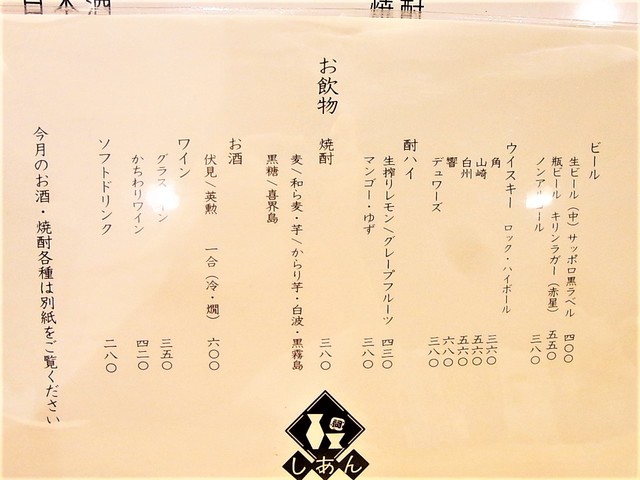 日本酒
焼酎
お飲物
ビール
生ビール(中)サッポロ黒ラベル 四〇〇
瓶ビール キリンラガー(赤星) 五五〇
ノンアル ール 三八〇
ウイスキー ロック・ハイボール
角 三六〇
山崎 五六〇
白州 五六〇
響 六八〇
デュワーズ 三八〇
酎ハイ
生搾りレモン/グレープフルーツ 四三〇
マンゴー・ゆず 三八〇
焼酎 三八〇
麦/和ら麦・芋/からり芋・白波・黒霧島
黒糖/喜界島
お酒
伏見/英勲 一合(冷・燗) 六〇〇
ワイン
グラス イン 三五〇
かちわりワイン 四二〇
ソフトドリンク 二八〇
今月のお酒・焼酎各種は別紙をご覧ください
しあん